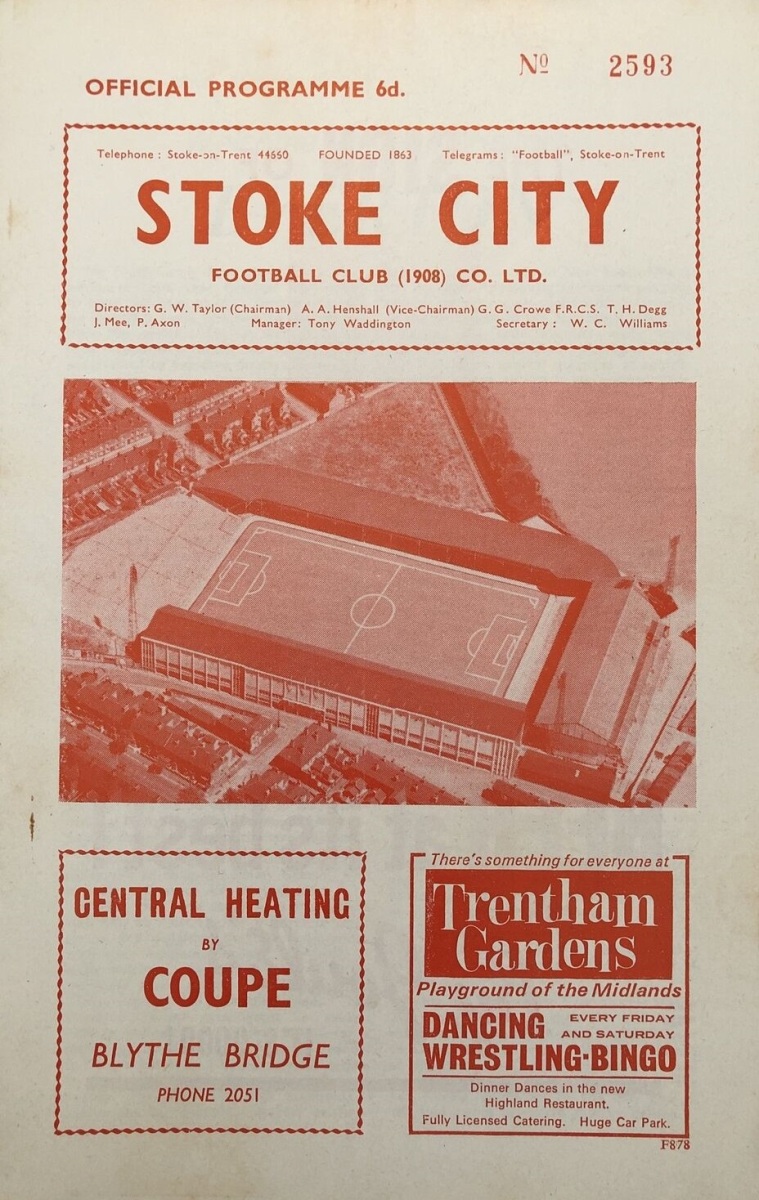 Nº 2593
OFFICIAL PROGRAMME 6d.
Telephone : Stoke-on-Trent 44660 FOUNDED 1863 Telegrams : "Football", Stoke-on-Trent
STOKE CITY
FOOTBALL CLUB (1908) CO. LTD.
Directors: G. W. Taylor (Chairman) A. A. Henshall (Vice-Chairman) G. G. Crowe F.R.C.S. T. H. Degg
J. Mee, P. Axon Manager: Tony Waddington Secretary : W. C. Williams
CENTRAL HEATING
BY
COUPE
BLYTHE BRIDGE
PHONE 2051
There's something for everyone at
Trentham
Gardens
Playground of the Midlands
DANCING EVERY FRIDAY
AND SATURDAY
WRESTLING·BINGO
Dinner Dances in the new
Highland Restaurant.
Fully Licensed Catering. Huge Car Park.
F878